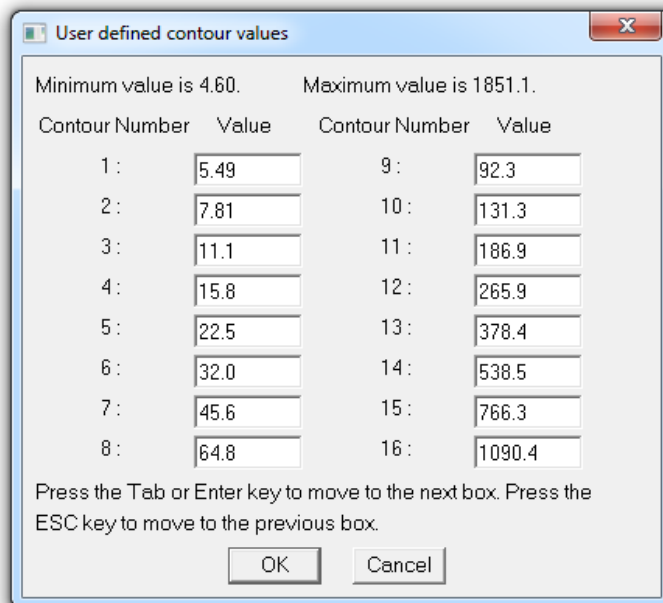 User defined contour values
Minimum value is 4.60. Maximum value is 1851.1.
Contour Number Value Contour Number Value
1 : 5.49 9 : 92.3
2 : 7.81 10 : 131.3
3 : 11.1 11 : 186.9
4 : 15.8 12 : 265.9
5 : 22.5 13 : 378.4
6 : 32.0 14 : 538.5
7 : 45.6 15 : 766.3
8 : 64.8 16 : 1090.4
Press the Tab or Enter key to move to the next box. Press the
ESC key to move to the previous box.
OK Cancel